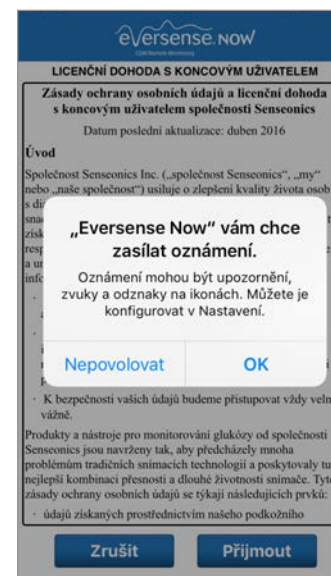 eversense. NOW
CGM Remote Monitoring
LICENČNÍ DOHODA S KONCOVÝM UŽIVATELEM
Zásady ochrany osobních údajů a licenční dohoda
s koncovým uživatelem společnosti Senseonics
Datum poslední aktualizace: duben 2016
Úvod
Společnost Senseonics Inc. („společnost Senseonics“, „my“
nebo „naše společnost“) usiluje o zlepšení kvality života osob
„Eversense Now“ vám chce
zasílat oznámení.
Oznámení mohou být upozornění,
zvuky a odznaky na ikonách. Můžete je
konfigurovat v Nastavení.
Nepovolovat
OK
· K bezpečnosti vašich údajů budeme přistupovat vždy
vážně.
Produkty a nástroje pro monitorování glukózy od společnosti
Senseonics jsou navrženy tak, aby předcházely mnoha
problémům tradičních snímacích technologií a poskytovaly tu
nejlepší kombinaci přesnosti a dlouhé životnosti snímače.
zásady ochrany osobních údajů se týkají následujících prvků:
· údajů získaných prostřednictvím našeho podkožního
Zrušit
Přijmout